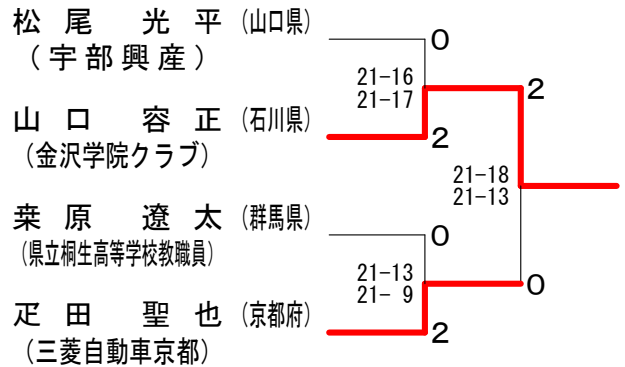 松尾 光平 (山口県)
(宇部興産)
0
21-16
21-17
2
山口 容正 (石川県)
(金沢学院クラブ)
2
21-18
21-13
桒原 遼太 (群馬県)
(県立桐生高等学校教職員)
0
21-13
21- 9
0
疋田 聖也 (京都府)
(三菱自動車京都)
2